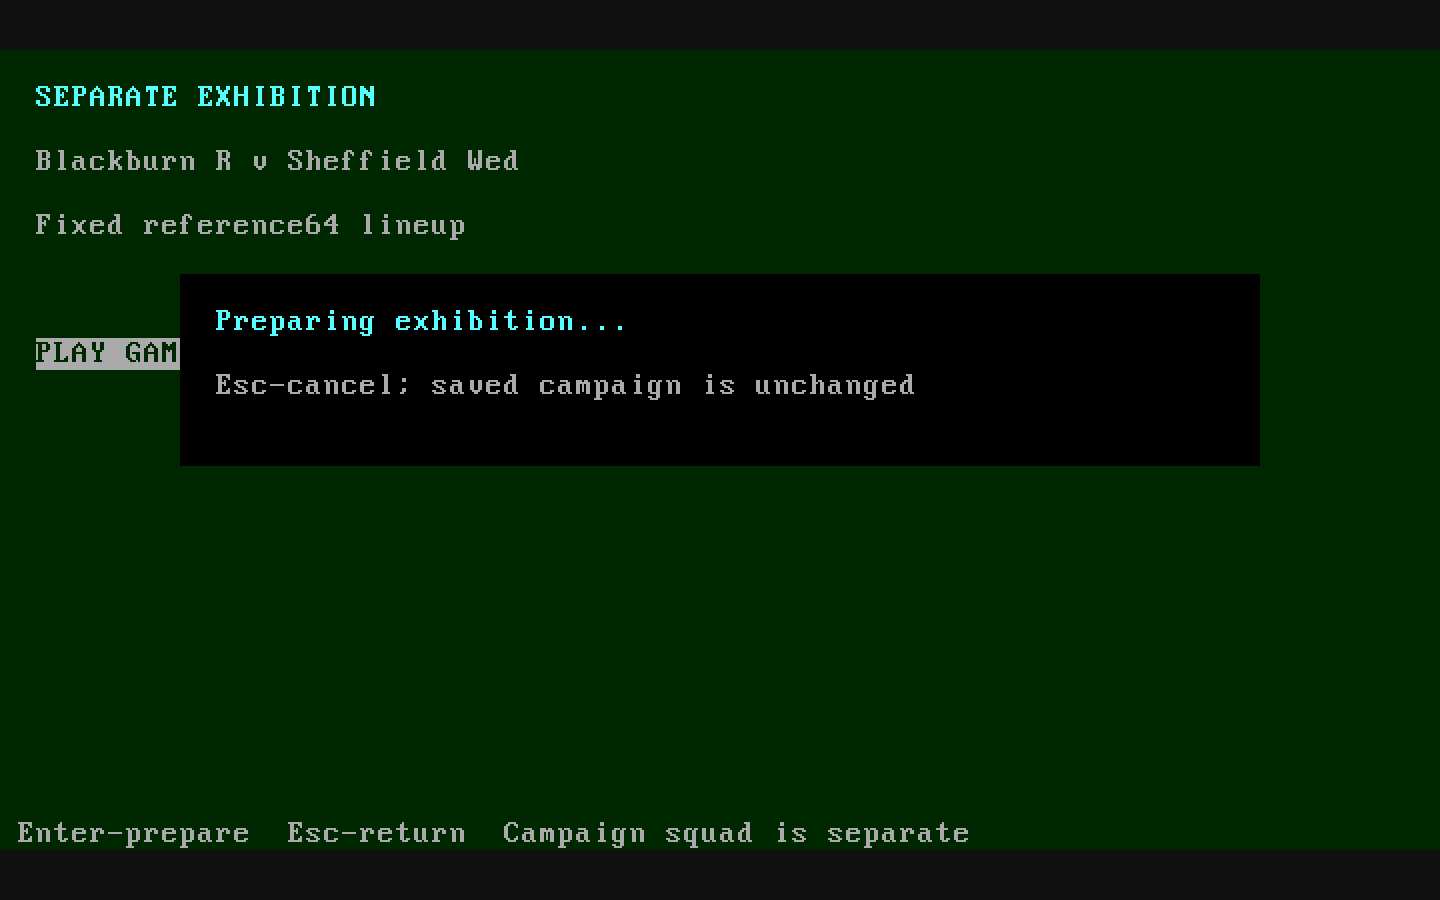 SEPARATE EXHIBITION
Blackburn R v Sheffield Wed
Fixed reference64 lineup
Preparing exhibition...
PLAY GAM
Esc-cancel; saved campaign is unchanged
Enter-prepare  Esc-return  Campaign squad is separate